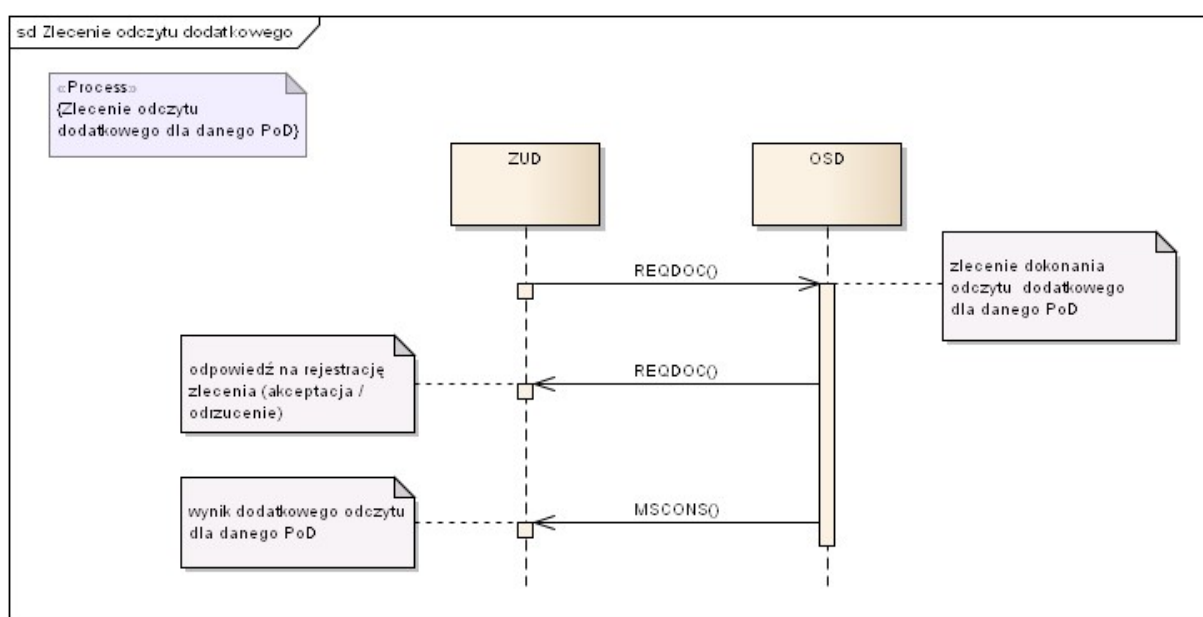 sd Zlecenie odczytu dodatkowego
«Process»
{Zlecenie odczytu
dodatkowego dla danego PoD}
ZUD
OSD
REQDOC()
zlecenie dokonania
odczytu dodatkowego
dla danego PoD
odpowiedź na rejestrację
zlecenia (akceptacja /
odrzucenie)
REQDOC()
wynik dodatkowego odczytu
dla danego PoD
MSCONS()